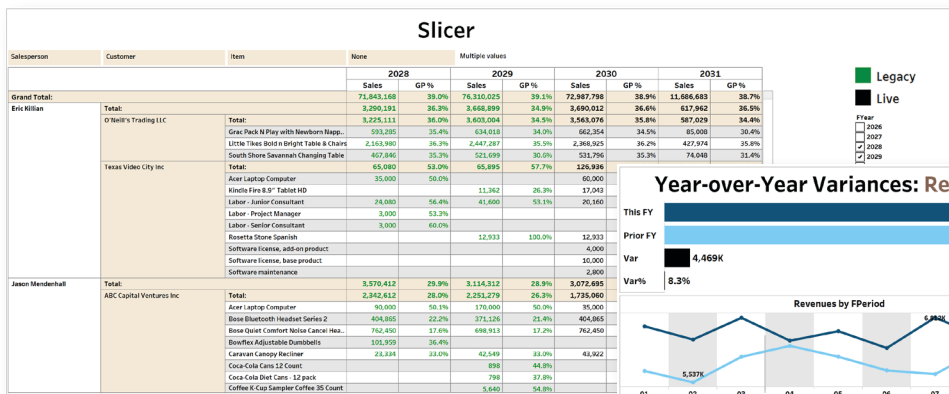 Slicer
Salesperson Customer Item None Multiple values
2028 2029 2030 2031
Sales GP % Sales GP % Sales GP % Sales GP %
Grand Total: 71,843,168 39.0% 76,310,025 39.1% 72,987,798 38.9% 11,686,683 38.7%
Eric Killian Total: 3,290,191 36.3% 3,668,899 34.9% 3,690,012 36.6% 617,962 36.5%
O'Neill's Trading LLC Total: 3,225,111 36.0% 3,603,004 34.5% 3,563,076 35.8% 587,029 34.4%
Grac Pack N Play with Newborn Napp.. 593,285 35.4% 634,018 34.0% 662,354 34.5% 85,008 30.4%
Little Tikes Bold n Bright Table & Chairs 2,163,980 36.3% 2,447,287 35.5% 2,368,925 36.2% 427,974 35.8%
South Shore Savannah Changing Table 467,846 35.3% 521,699 30.6% 531,796 35.3% 74,048 31.4%
Texas Video City Inc Total: 65,080 53.0% 65,895 57.7% 126,936
Acer Laptop Computer 35,000 50.0% 60,000
Kindle Fire 8.9" Tablet HD 11,362 26.3% 17,043
Labor - Junior Consultant 24,080 56.4% 41,600 53.1% 20,160
Labor - Project Manager 3,000 53.3%
Labor - Senior Consultant 3,000 60.0%
Rosetta Stone Spanish 12,933 100.0% 12,933
Software license, add-on product 4,000
Software license, base product 10,000
Software maintenance 2,800
Jason Mendenhall Total: 3,570,412 29.9% 3,114,312 28.9% 3,072,695
ABC Capital Ventures Inc Total: 2,342,612 28.0% 2,251,279 26.3% 1,735,060
Acer Laptop Computer 90,000 50.1% 170,000 50.0% 35,000
Bose Bluetooth Headset Series 2 404,865 22.2% 371,126 21.4% 404,865
Bose Quiet Comfort Noise Cancel Hea.. 762,450 17.6% 698,913 17.2% 762,450
Bowflex Adjustable Dumbbells 101,959 36.4%
Caravan Canopy Recliner 23,334 33.0% 42,549 33.0% 43,922
Coca-Cola Cans 12 Count 898 44.8%
Coca-Cola Diet Cans - 12 pack 798 37.8%
Coffee K-Cup Sampler Coffee 35 Count 5,640 54.8%
Legacy
Live
FYear
2026
2027
2028
2029
Year-over-Year Variances: Re
This FY
Prior FY
Var 4,469K
Var% 8.3%
Revenues by FPeriod
5,537K
01 02 03 04 05 06 07